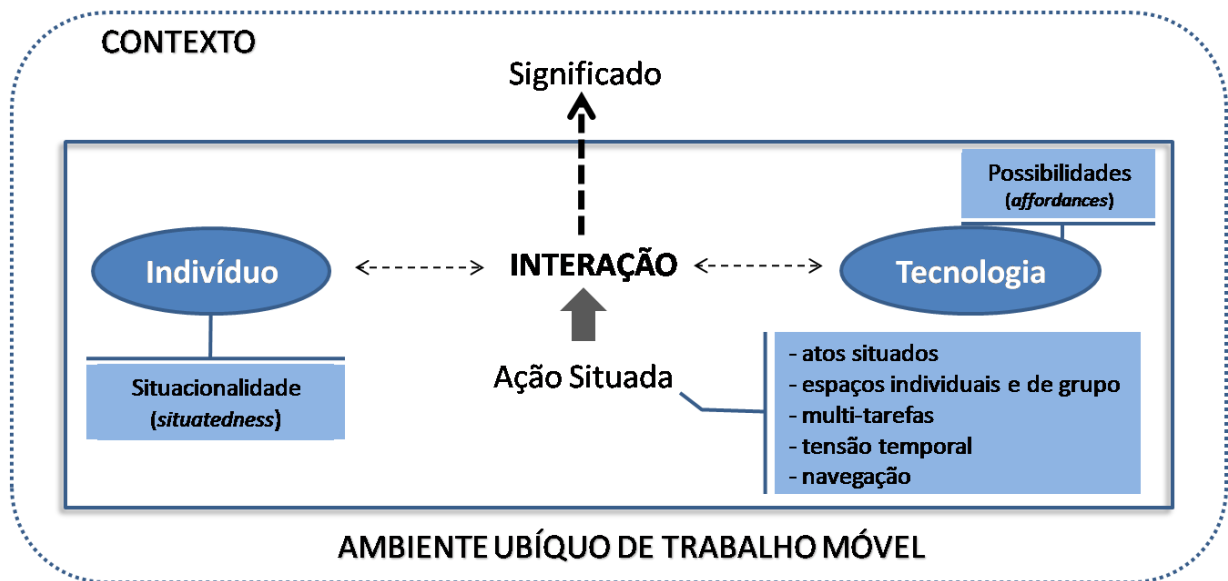 CONTEXTO
Significado
Possibilidades
(affordances)
Indivíduo
INTERAÇÃO
Tecnologia
Situacionalidade
(situatedness)
Ação Situada
- atos situados
- espaços individuais e de grupo
- multi-tarefas
- tensão temporal
- navegação
AMBIENTE UBÍQUO DE TRABALHO MÓVEL